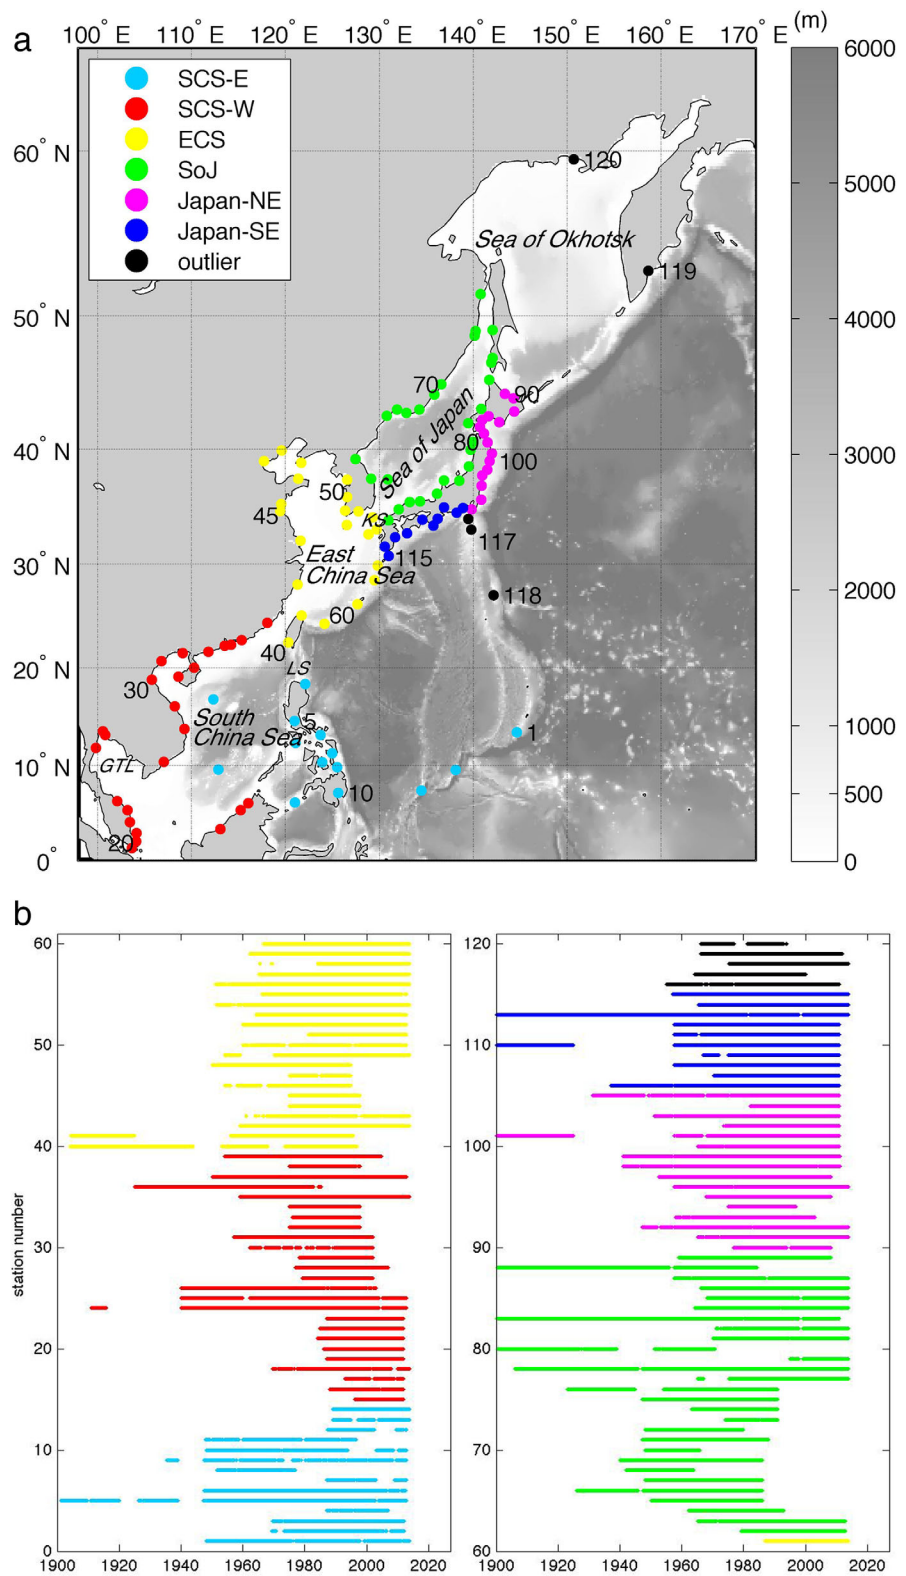 a
100° E 110° E 120° E 130° E 140° E 150° E 160° E 170° E
(m)
SCS-E
SCS-W
ECS
SoJ
Japan-NE
Japan-SE
outlier
60° N
50° N
40° N
30° N
20° N
10° N
0°
6000
5000
4000
3000
2000
1000
500
0
120
Sea of Okhotsk
119
70
90
Sea of Japan
80
100
50
45
KS
117
East
China Sea
115
118
60
40
LS
30
South
China Sea
5
1
GTL
10
20
b
station number
60
50
40
30
20
10
0
1900 1920 1940 1960 1980 2000 2020
120
110
100
90
80
70
60
1900 1920 1940 1960 1980 2000 2020